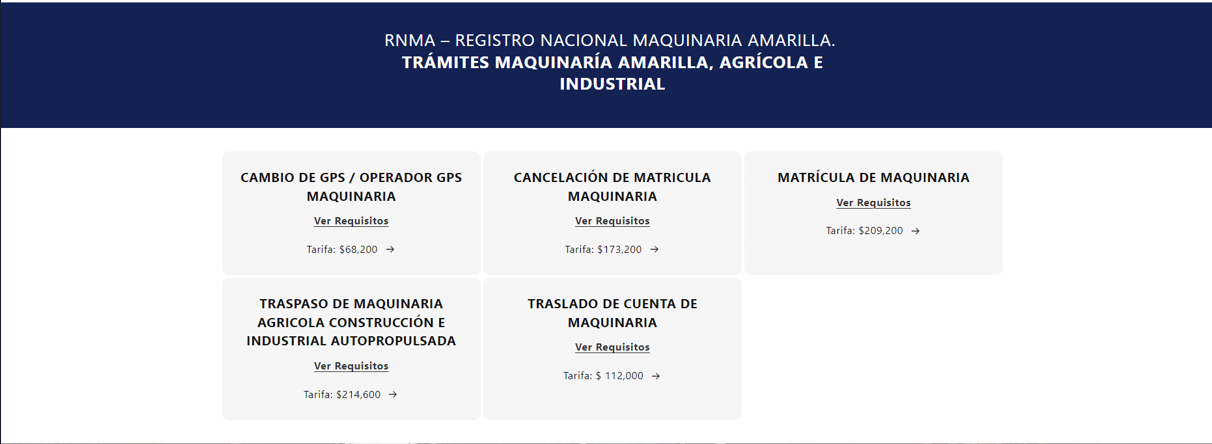 RNMA – REGISTRO NACIONAL MAQUINARIA AMARILLA.
TRÁMITES MAQUINARÍA AMARILLA, AGRÍCOLA E
INDUSTRIAL
CAMBIO DE GPS / OPERADOR GPS
MAQUINARIA
Ver Requisitos
Tarifa: $68,200 →
CANCELACIÓN DE MATRICULA
MAQUINARIA
Ver Requisitos
Tarifa: $173,200 →
MATRÍCULA DE MAQUINARIA
Ver Requisitos
Tarifa: $209,200 →
TRASPASO DE MAQUINARIA
AGRICOLA CONSTRUCCIÓN E
INDUSTRIAL AUTOPROPULSADA
Ver Requisitos
Tarifa: $214,600 →
TRASLADO DE CUENTA DE
MAQUINARIA
Ver Requisitos
Tarifa: $ 112,000 →